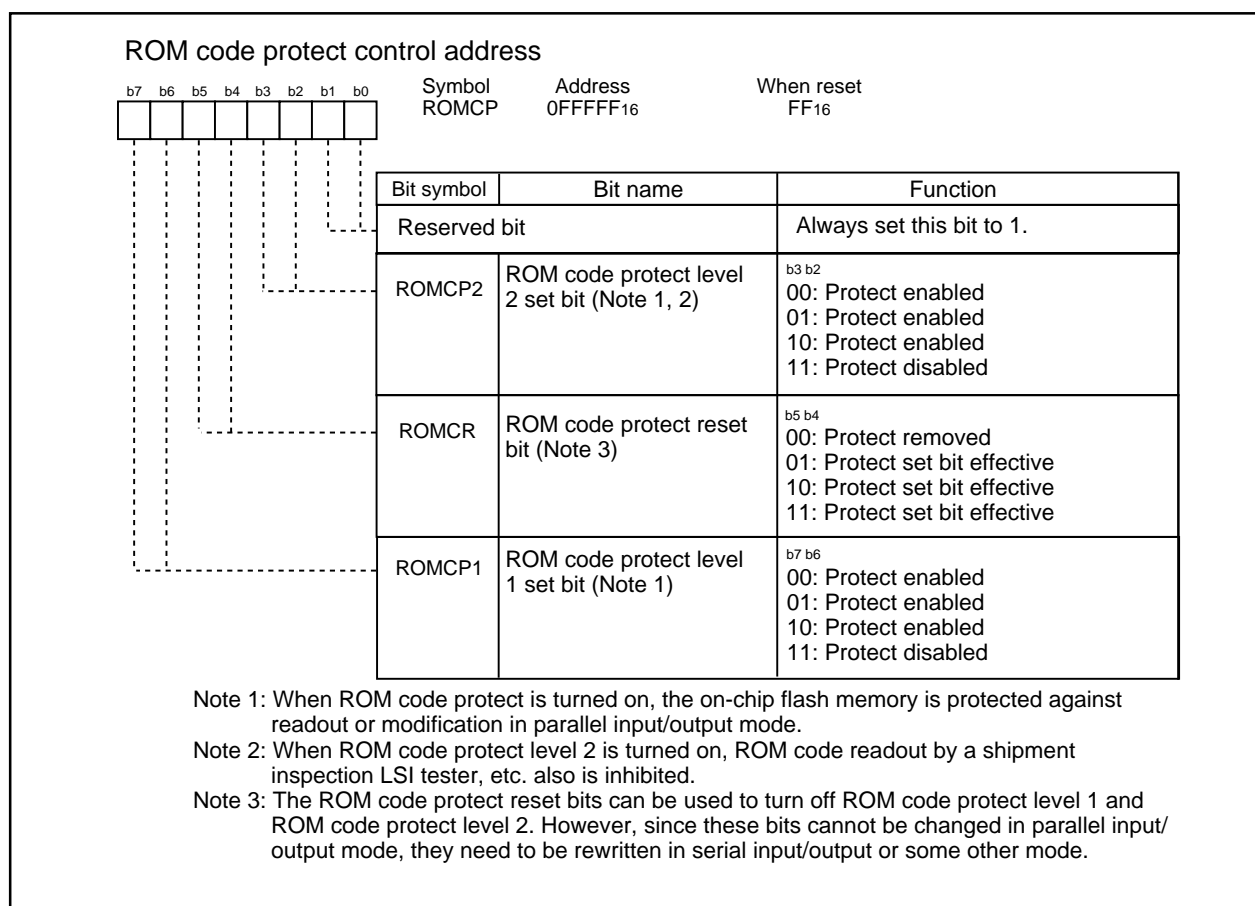 ROM code protect control address
b7 b6 b5 b4 b3 b2 b1 b0
Symbol Address When reset
ROMCP 0FFFFF16 FF16
Bit symbol Bit name Function
Reserved bit Always set this bit to 1.
ROMCP2 ROM code protect level
2 set bit (Note 1, 2)
b3 b2
00: Protect enabled
01: Protect enabled
10: Protect enabled
11: Protect disabled
ROMCR ROM code protect reset
bit (Note 3)
b5 b4
00: Protect removed
01: Protect set bit effective
10: Protect set bit effective
11: Protect set bit effective
ROMCP1 ROM code protect level
1 set bit (Note 1)
b7 b6
00: Protect enabled
01: Protect enabled
10: Protect enabled
11: Protect disabled
Note 1: When ROM code protect is turned on, the on-chip flash memory is protected against
readout or modification in parallel input/output mode.
Note 2: When ROM code protect level 2 is turned on, ROM code readout by a shipment
inspection LSI tester, etc. also is inhibited.
Note 3: The ROM code protect reset bits can be used to turn off ROM code protect level 1 and
ROM code protect level 2. However, since these bits cannot be changed in parallel input/
output mode, they need to be rewritten in serial input/output or some other mode.